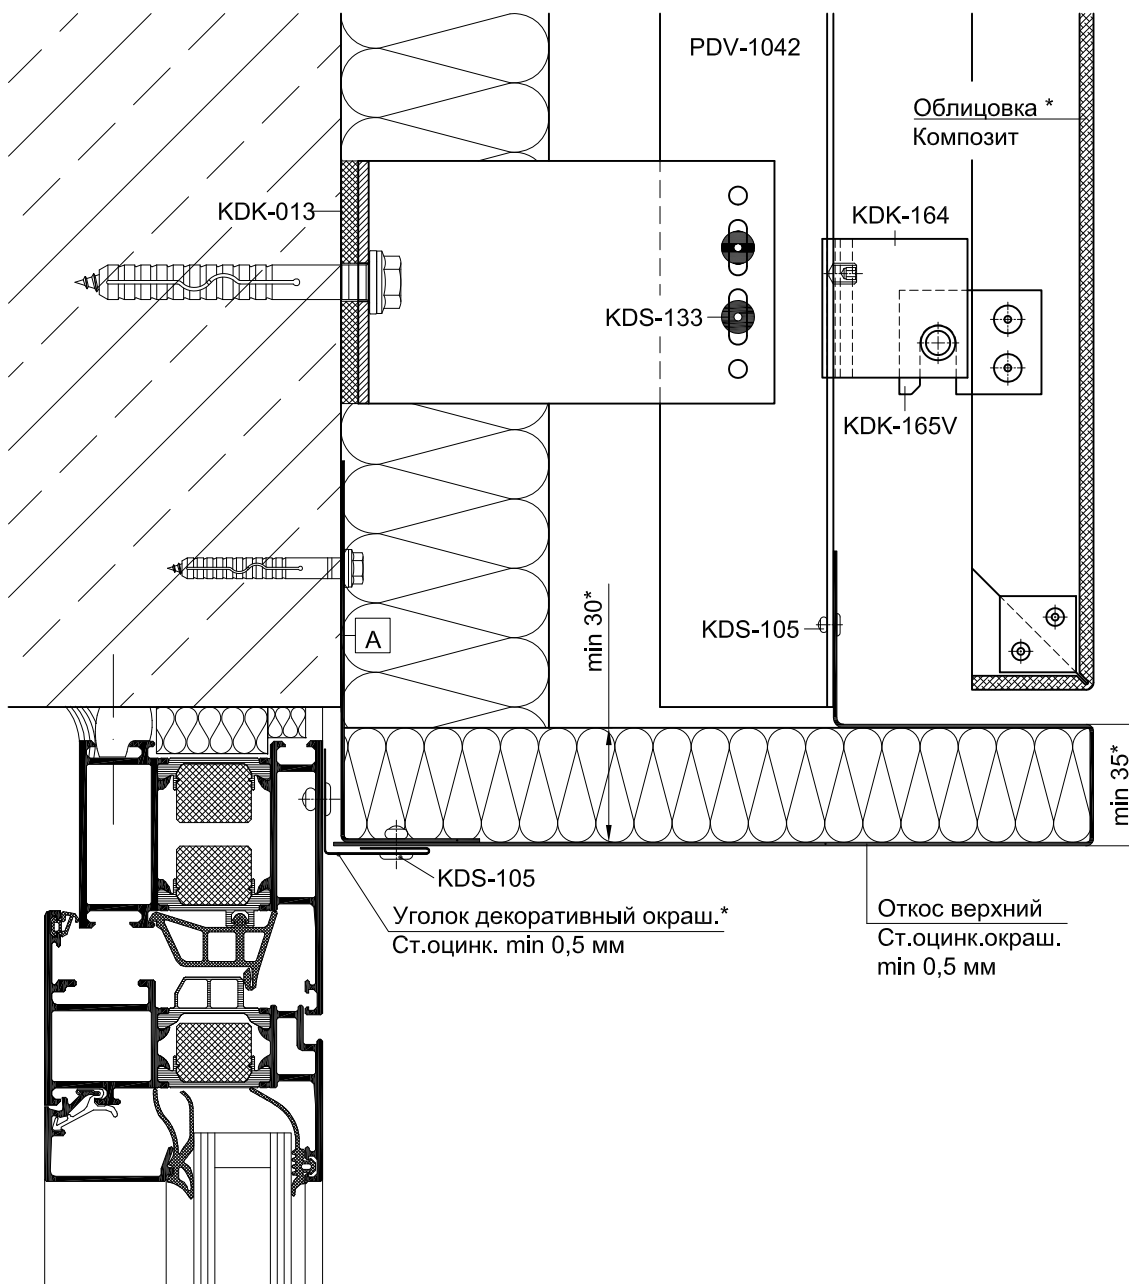 PDV-1042
Облицовка *
Композит
KDK-013
KDK-164
KDS-133
KDK-165V
min 30*
KDS-105
A
min 35*
KDS-105
Уголок декоративный окраш.*
Ст.оцинк. min 0,5 мм
Откос верхний
Ст.оцинк.окраш.
min 0,5 мм